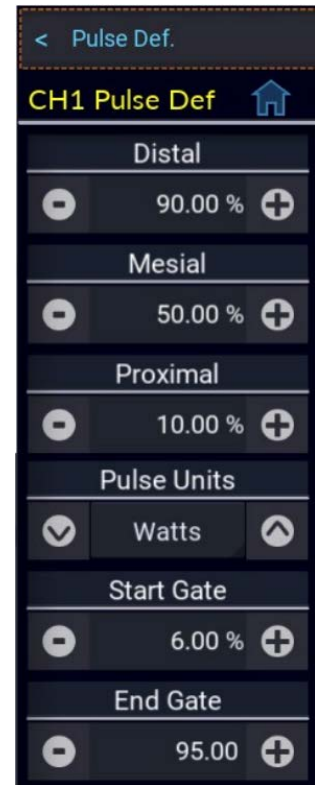 < Pulse Def.
CH1 Pulse Def
Distal
- 90.00 % +
Mesial
- 50.00 % +
Proximal
- 10.00 % +
Pulse Units
Watts
Start Gate
- 6.00 % +
End Gate
- 95.00 +